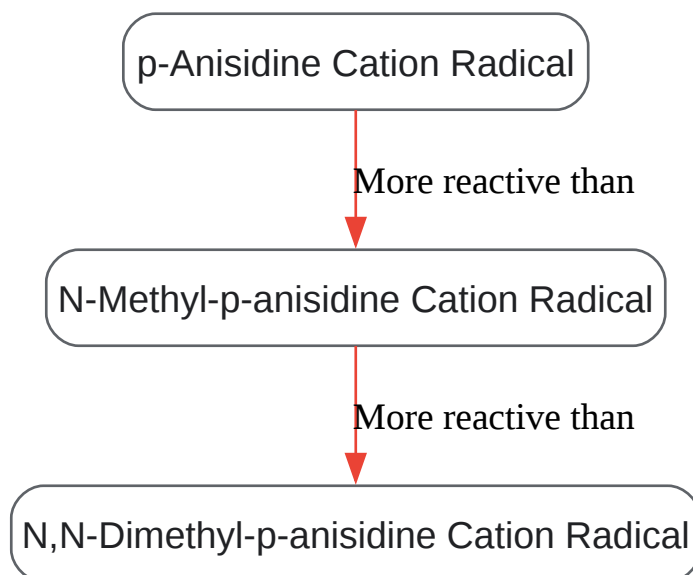 p-Anisidine Cation Radical
More reactive than
N-Methyl-p-anisidine Cation Radical
More reactive than
N,N-Dimethyl-p-anisidine Cation Radical